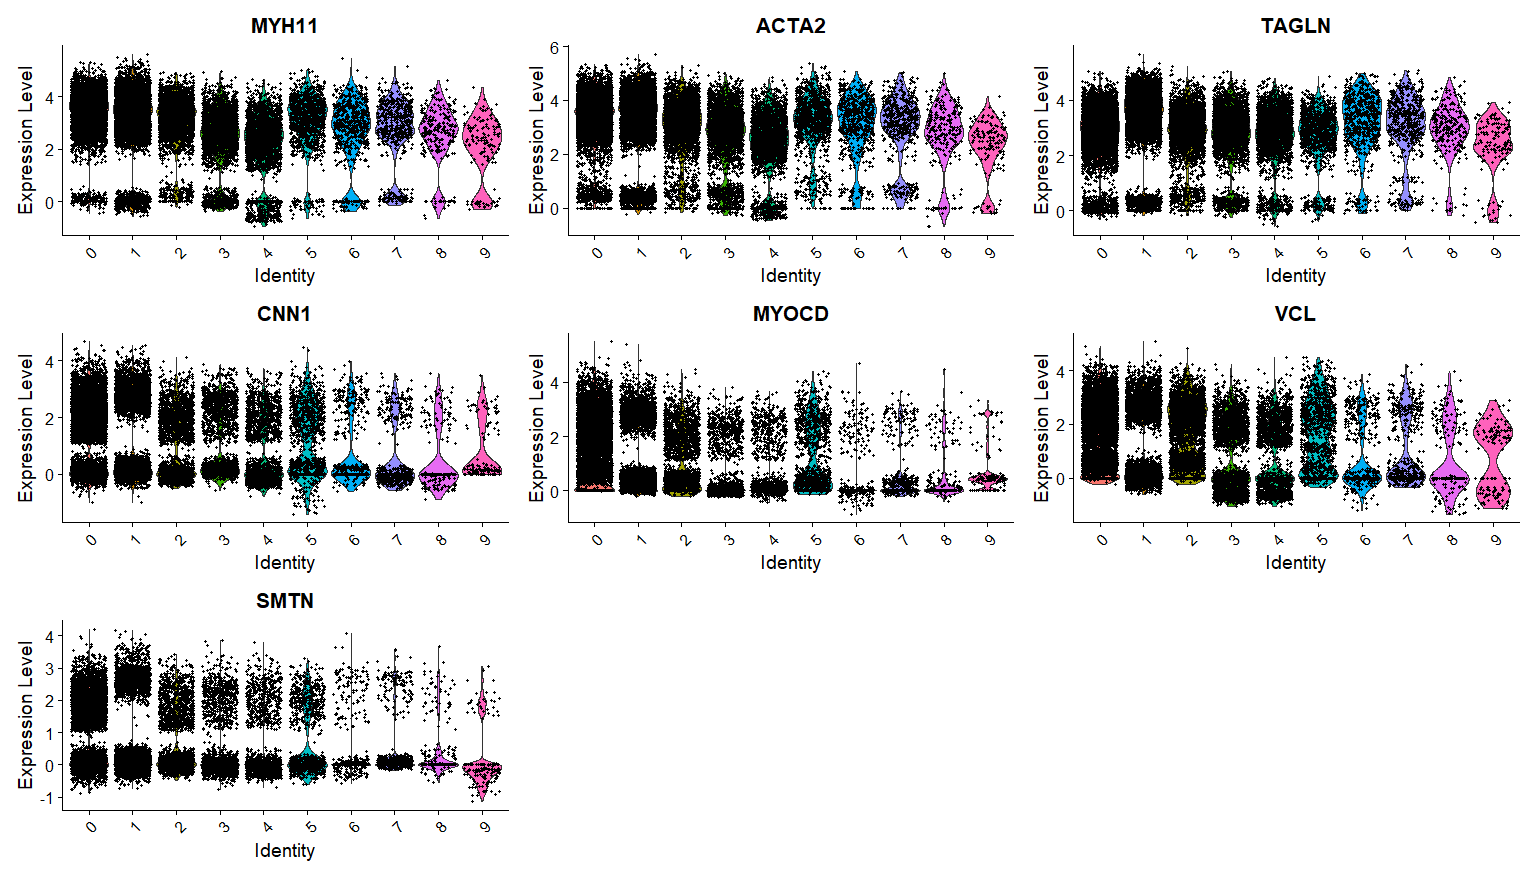 MYH11
ACTA2
TAGLN
Expression Level
4
2
0
0 1 2 3 4 5 6 7 8 9
Identity
Expression Level
6
4
2
0
0 1 2 3 4 5 6 7 8 9
Identity
Expression Level
4
2
0
0 1 2 3 4 5 6 7 8 9
Identity
CNN1
MYOCD
VCL
Expression Level
4
2
0
0 1 2 3 4 5 6 7 8 9
Identity
Expression Level
4
2
0
0 1 2 3 4 5 6 7 8 9
Identity
Expression Level
4
2
0
0 1 2 3 4 5 6 7 8 9
Identity
SMTN
Expression Level
4
3
2
1
0
-1
0 1 2 3 4 5 6 7 8 9
Identity